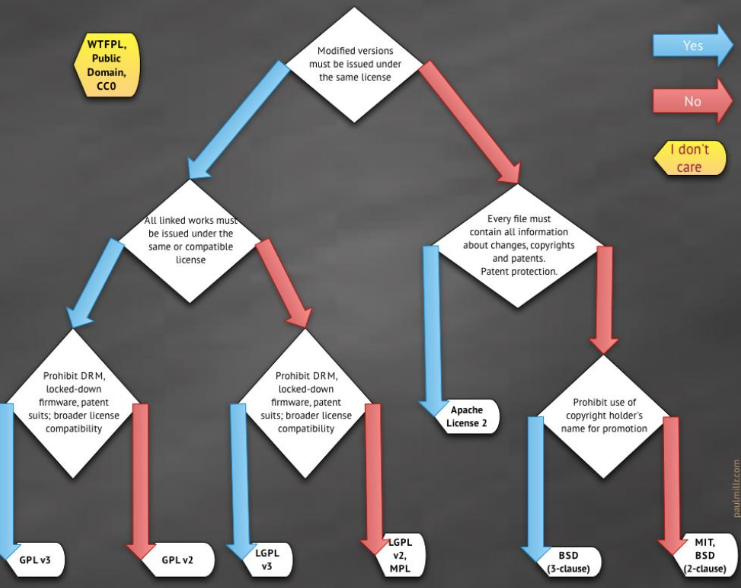 WTFPL,
Public
Domain,
CC0
Modified versions
must be issued under
the same license
Yes
No
I don't
care
All linked works must
be issued under the
same or compatible
license
Every file must
contain all information
about changes, copyrights
and patents.
Patent protection.
Prohibit DRM,
locked-down
firmware, patent
suits; broader license
compatibility
Prohibit DRM,
locked-down
firmware, patent
suits; broader license
compatibility
Apache
License 2
Prohibit use of
copyright holder's
name for promotion
GPL v3
GPL v2
LGPL
v3
LGPL
v2,
MPL
BSD
(3-clause)
MIT,
BSD
(2-clause)
paulmillr.com